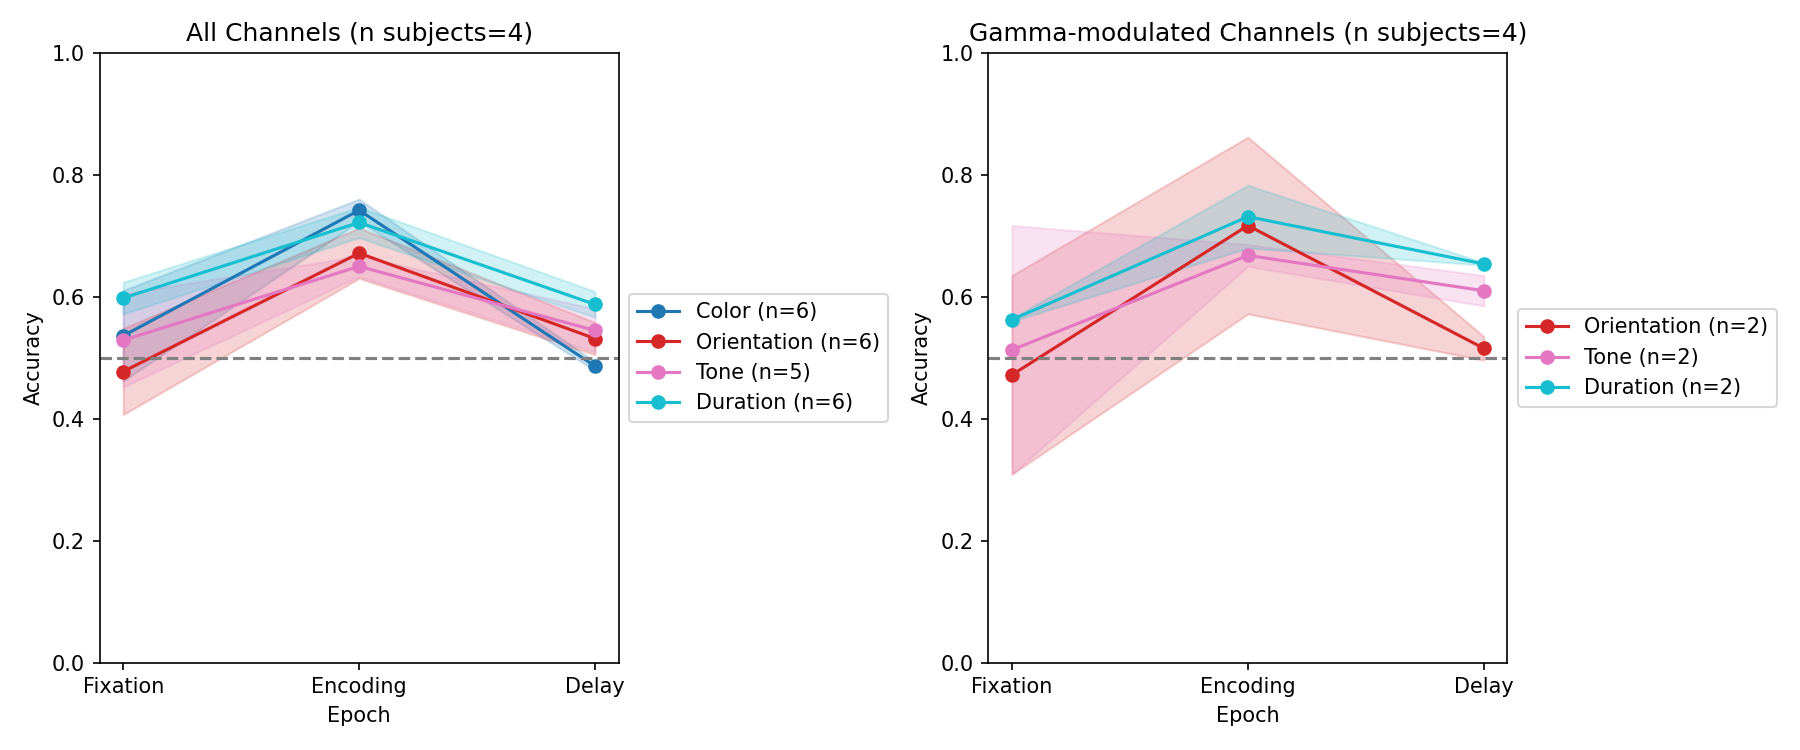 All Channels (n subjects=4)
1.0
0.8
0.6
0.4
0.2
0.0
Accuracy
Fixation
Encoding
Delay
Epoch
Color (n=6)
Orientation (n=6)
Tone (n=5)
Duration (n=6)
Gamma-modulated Channels (n subjects=4)
1.0
0.8
0.6
0.4
0.2
0.0
Accuracy
Fixation
Encoding
Delay
Epoch
Orientation (n=2)
Tone (n=2)
Duration (n=2)